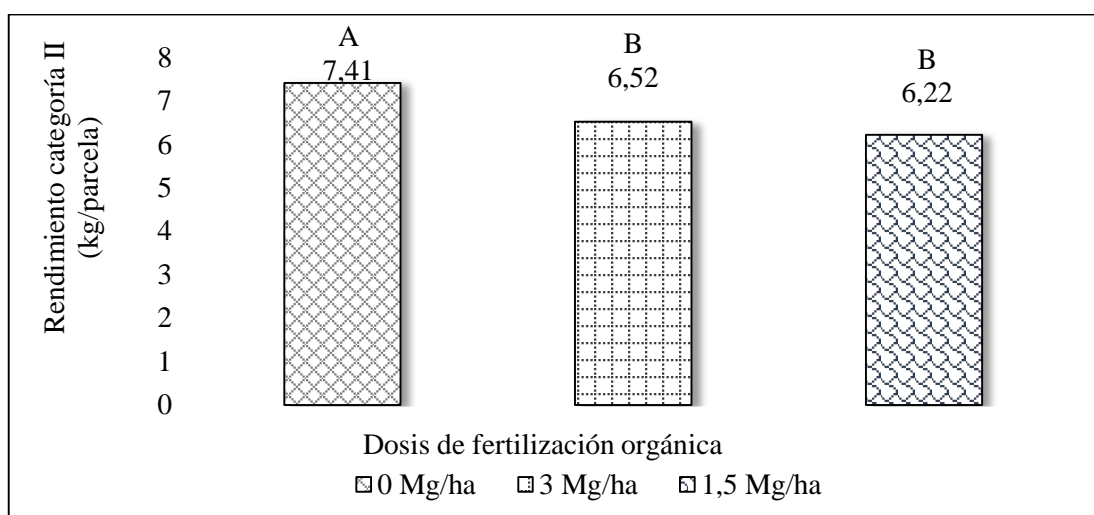 Rendimiento categoría II
(kg/parcela)
8
7
6
5
4
3
2
1
0
A
7,41
B
6,52
B
6,22
Dosis de fertilización orgánica
0 Mg/ha 3 Mg/ha 1,5 Mg/ha